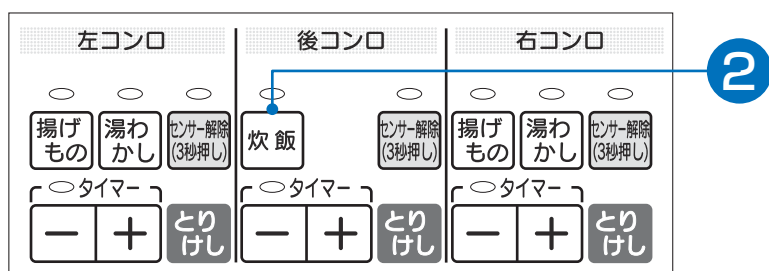 左コンロ 後コンロ 右コンロ
2
揚げもの 湯わかし センサー解除(3秒押し) 炊飯 センサー解除(3秒押し) 揚げもの 湯わかし センサー解除(3秒押し)
タイマー タイマー タイマー
− + とりけし − + とりけし − + とりけし